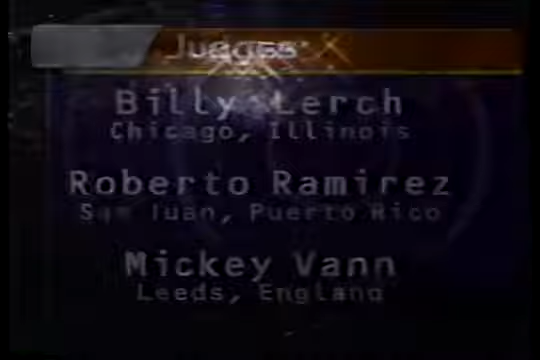 Judges
Billy Lerch
Chicago, Illinois
Roberto Ramirez
San Juan, Puerto Rico
Mickey Vann
Leeds, England